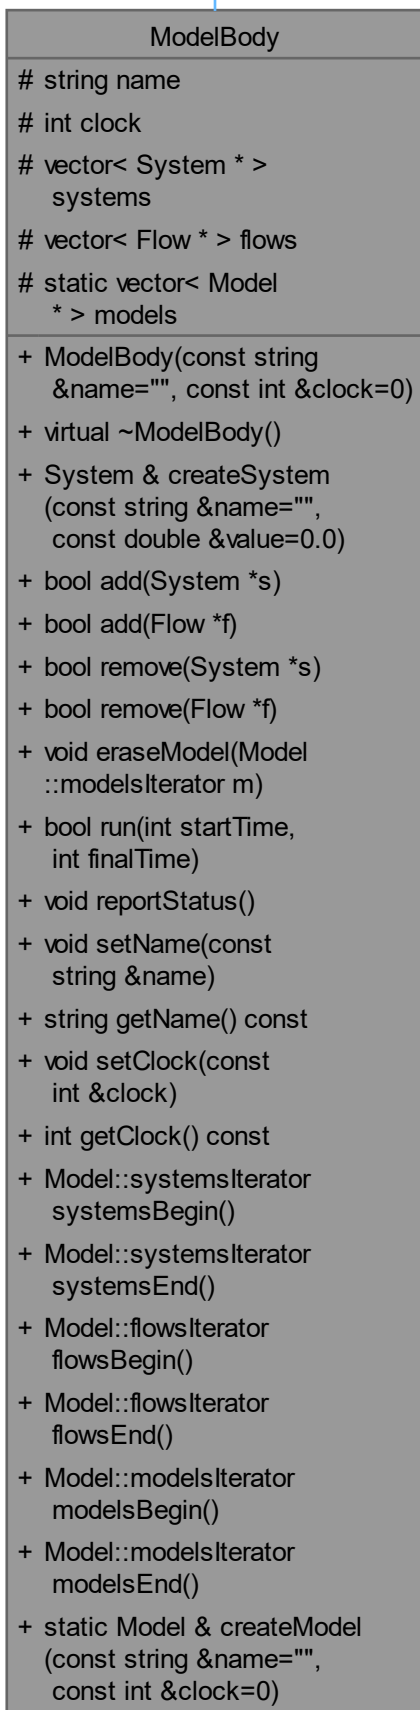 ModelBody
# string name
# int clock
# vector< System * >
systems
# vector< Flow * > flows
# static vector< Model
* > models
+ ModelBody(const string
&name="", const int &clock=0)
+ virtual ~ModelBody()
+ System & createSystem
(const string &name="",
const double &value=0.0)
+ bool add(System *s)
+ bool add(Flow *f)
+ bool remove(System *s)
+ bool remove(Flow *f)
+ void eraseModel(Model
::modelsIterator m)
+ bool run(int startTime,
int finalTime)
+ void reportStatus()
+ void setName(const
string &name)
+ string getName() const
+ void setClock(const
int &clock)
+ int getClock() const
+ Model::systemsIterator
systemsBegin()
+ Model::systemsIterator
systemsEnd()
+ Model::flowsIterator
flowsBegin()
+ Model::flowsIterator
flowsEnd()
+ Model::modelsIterator
modelsBegin()
+ Model::modelsIterator
modelsEnd()
+ static Model & createModel
(const string &name="",
const int &clock=0)